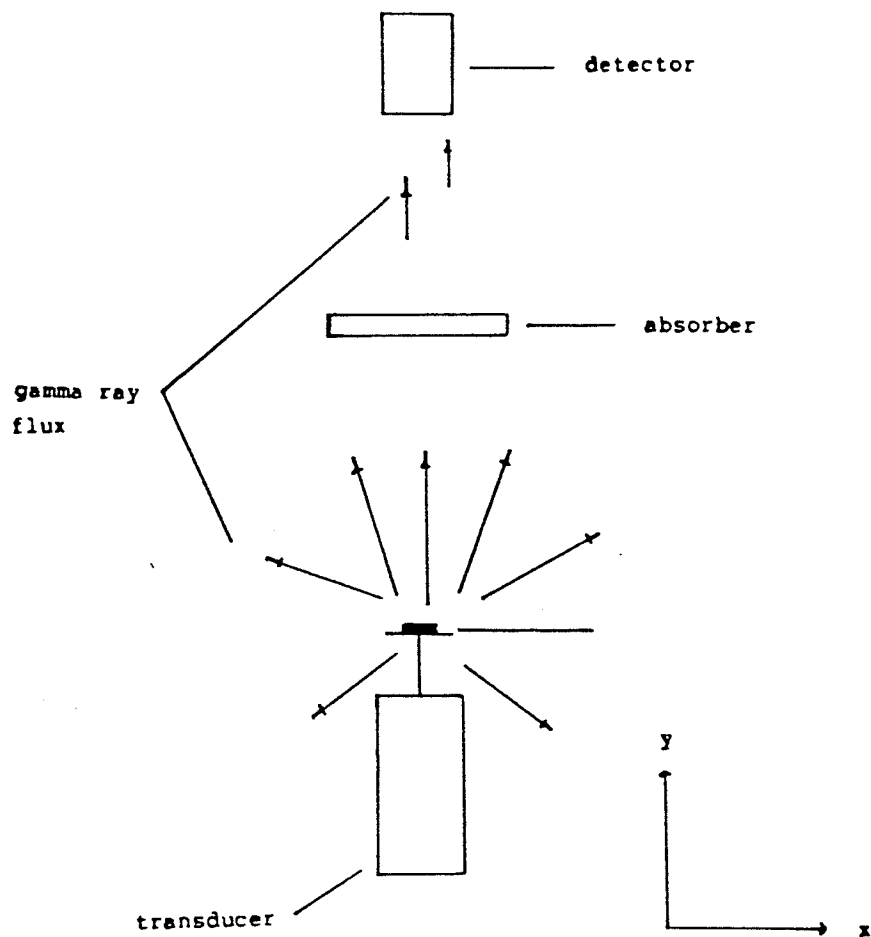 detector
absorber
gamma ray
flux
y
x
transducer